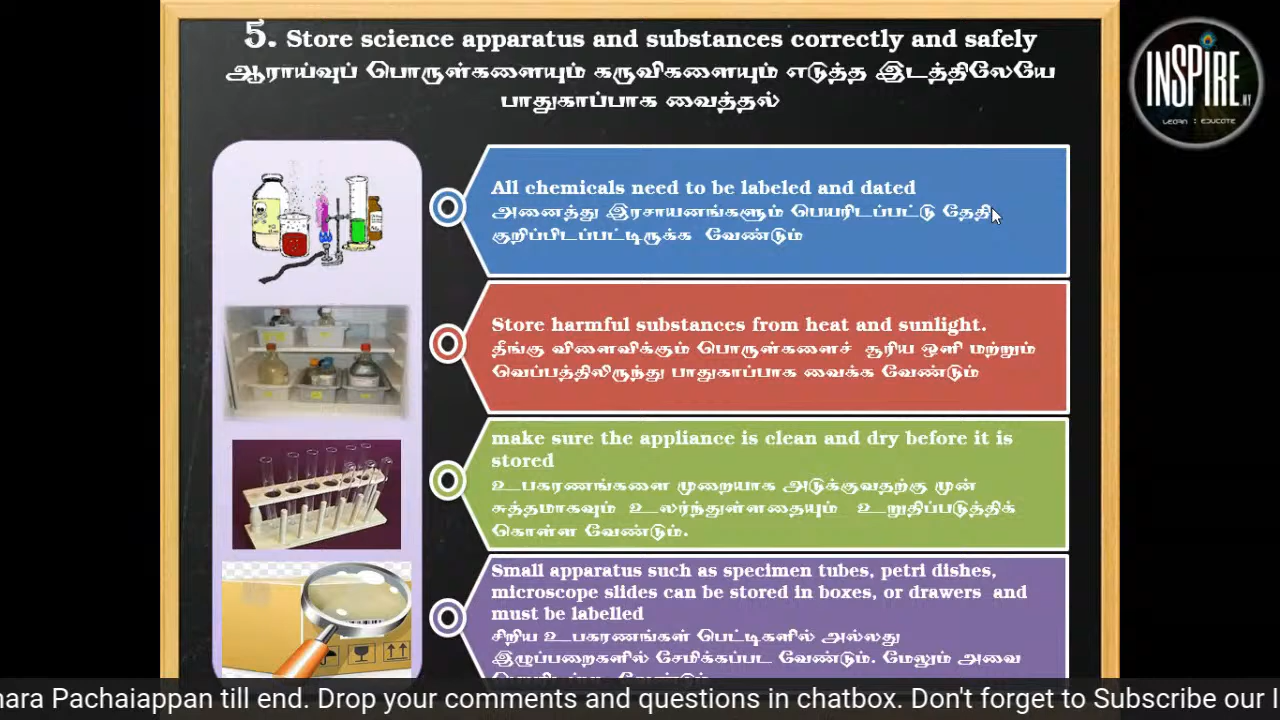 5. Store science apparatus and substances correctly and safely
ஆராய்வுப் பொருள்களையும் கருவிகளையும் எடுத்த இடத்திலேயே
பாதுகாப்பாக வைத்தல்
INSPIRE.MY
LEARN : EDUCATE
All chemicals need to be labeled and dated
அனைத்து இரசாயனங்களும் பெயரிடப்பட்டு தேதி
குறிப்பிடப்பட்டிருக்க வேண்டும்
Store harmful substances from heat and sunlight.
தீங்கு விளைவிக்கும் பொருள்களைச் சூரிய ஒளி மற்றும்
வெப்பத்திலிருந்து பாதுகாப்பாக வைக்க வேண்டும்
make sure the appliance is clean and dry before it is
stored
உபகரணங்களை முறையாக அடுக்குவதற்கு முன்
சுத்தமாகவும் உலர்ந்துள்ளதையும் உறுதிப்படுத்திக்
கொள்ள வேண்டும்.
Small apparatus such as specimen tubes, petri dishes,
microscope slides can be stored in boxes, or drawers and
must be labelled
சிறிய உபகரணங்கள் பெட்டிகளில் அல்லது
இழுப்பறைகளில் சேமிக்கப்பட வேண்டும். மேலும் அவை
Pachaiappan till end. Drop your comments and questions in chatbox. Don't forget to Subscribe our